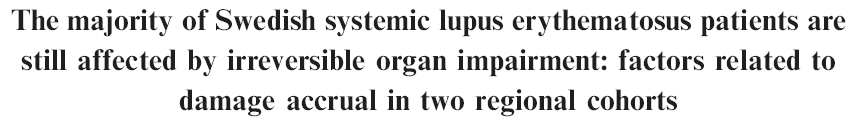 The majority of Swedish systemic lupus erythematosus patients are
still affected by irreversible organ impairment: factors related to
damage accrual in two regional cohorts